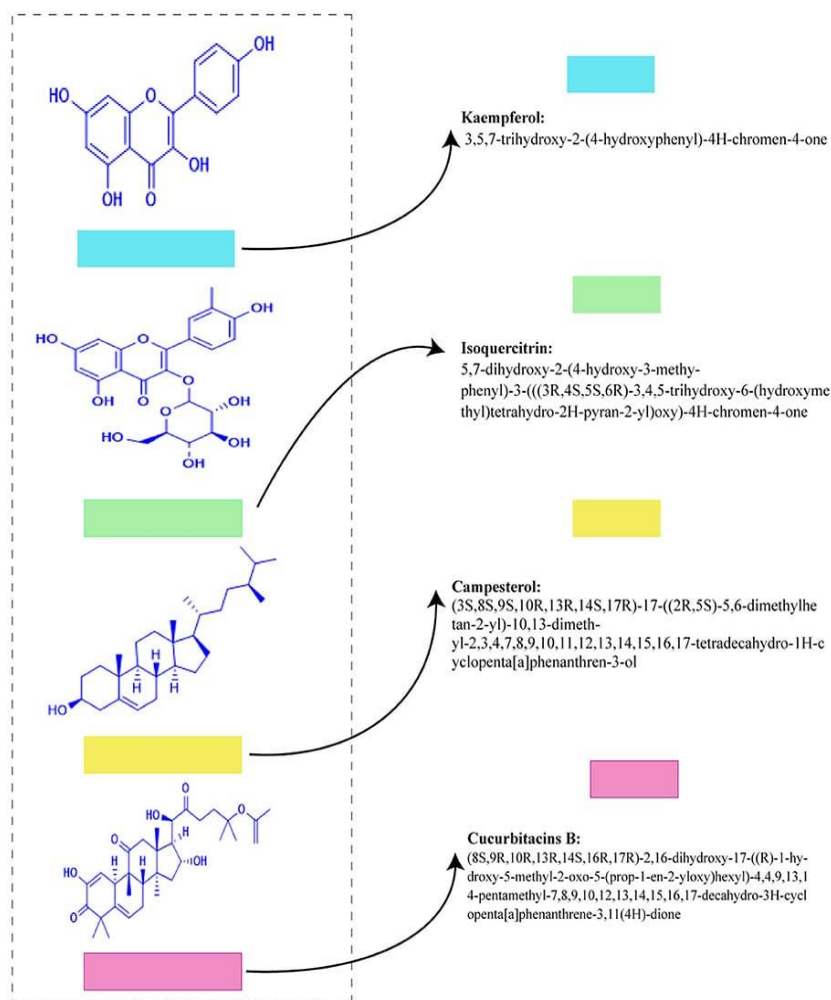 OH
HO
O
OH
OH
O
Kaempferol:
3,5,7-trihydroxy-2-(4-hydroxyphenyl)-4H-chromen-4-one
OH
HO
O
O
OH
O
O
OH
HO
OH
OH
Isoquercitrin:
5,7-dihydroxy-2-(4-hydroxy-3-methy-
phenyl)-3-(((3R,4S,5S,6R)-3,4,5-trihydroxy-6-(hydroxyme
thyl)tetrahydro-2H-pyran-2-yl)oxy)-4H-chromen-4-one
H
H
H
HO
Campesterol:
(3S,8S,9S,10R,13R,14S,17R)-17-((2R,5S)-5,6-dimethylhe
tan-2-yl)-10,13-dimeth-
yl-2,3,4,7,8,9,10,11,12,13,14,15,16,17-tetradecahydro-1H-c
yclopenta[a]phenanthren-3-ol
O
HO
O
O
H
H
H
OH
HO
O
Cucurbitacins B:
(8S,9R,10R,13R,14S,16R,17R)-2,16-dihydroxy-17-((R)-1-hy-
droxy-5-methyl-2-oxo-5-(prop-1-en-2-yloxy)hexyl)-4,4,9,13,1
4-pentamethyl-7,8,9,10,12,13,14,15,16,17-decahydro-3H-cycl
openta[a]phenanthrene-3,11(4H)-dione